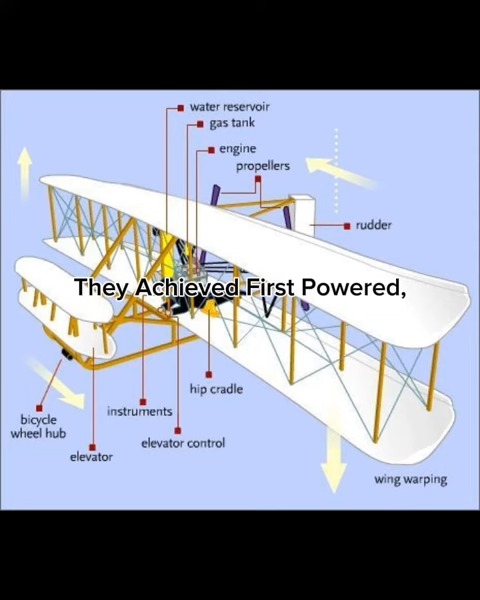 water reservoir
gas tank
engine
propellers
rudder
They Achieved First Powered,
hip cradle
instruments
bicycle
wheel hub
elevator control
elevator
wing warping